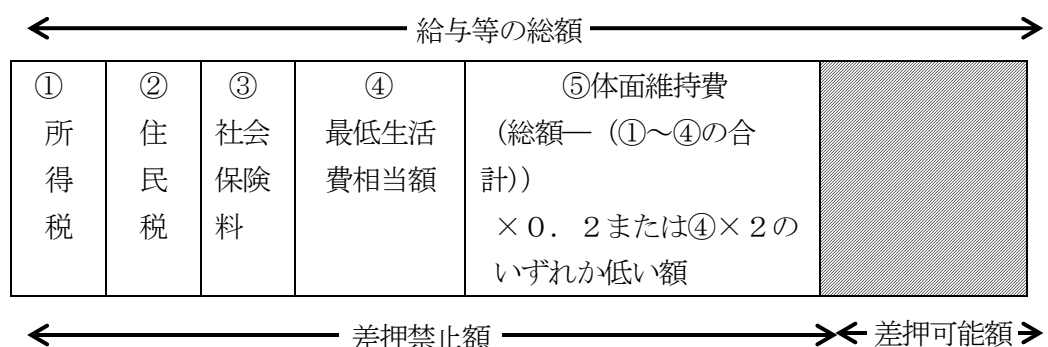 給与等の総額
①
所
得
税
②
住
民
税
③
社会
保険
料
④
最低生活
費相当額
⑤体面維持費
（総額―（①～④の合
計））
×０．２または④×２の
いずれか低い額
差押禁止額
差押可能額